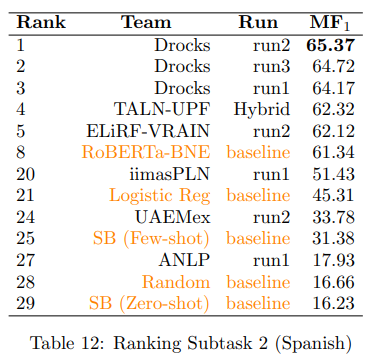 Rank Team Run MF1
1 Drocks run2 65.37
2 Drocks run3 64.72
3 Drocks run1 64.17
4 TALN-UPF Hybrid 62.32
5 ELiRF-VRAIN run2 62.12
8 RoBERTa-BNE baseline 61.34
20 iimasPLN run1 51.43
21 Logistic Reg baseline 45.31
24 UAEMex run2 33.78
25 SB (Few-shot) baseline 31.38
27 ANLP run1 17.93
28 Random baseline 16.66
29 SB (Zero-shot) baseline 16.23
Table 12: Ranking Subtask 2 (Spanish)